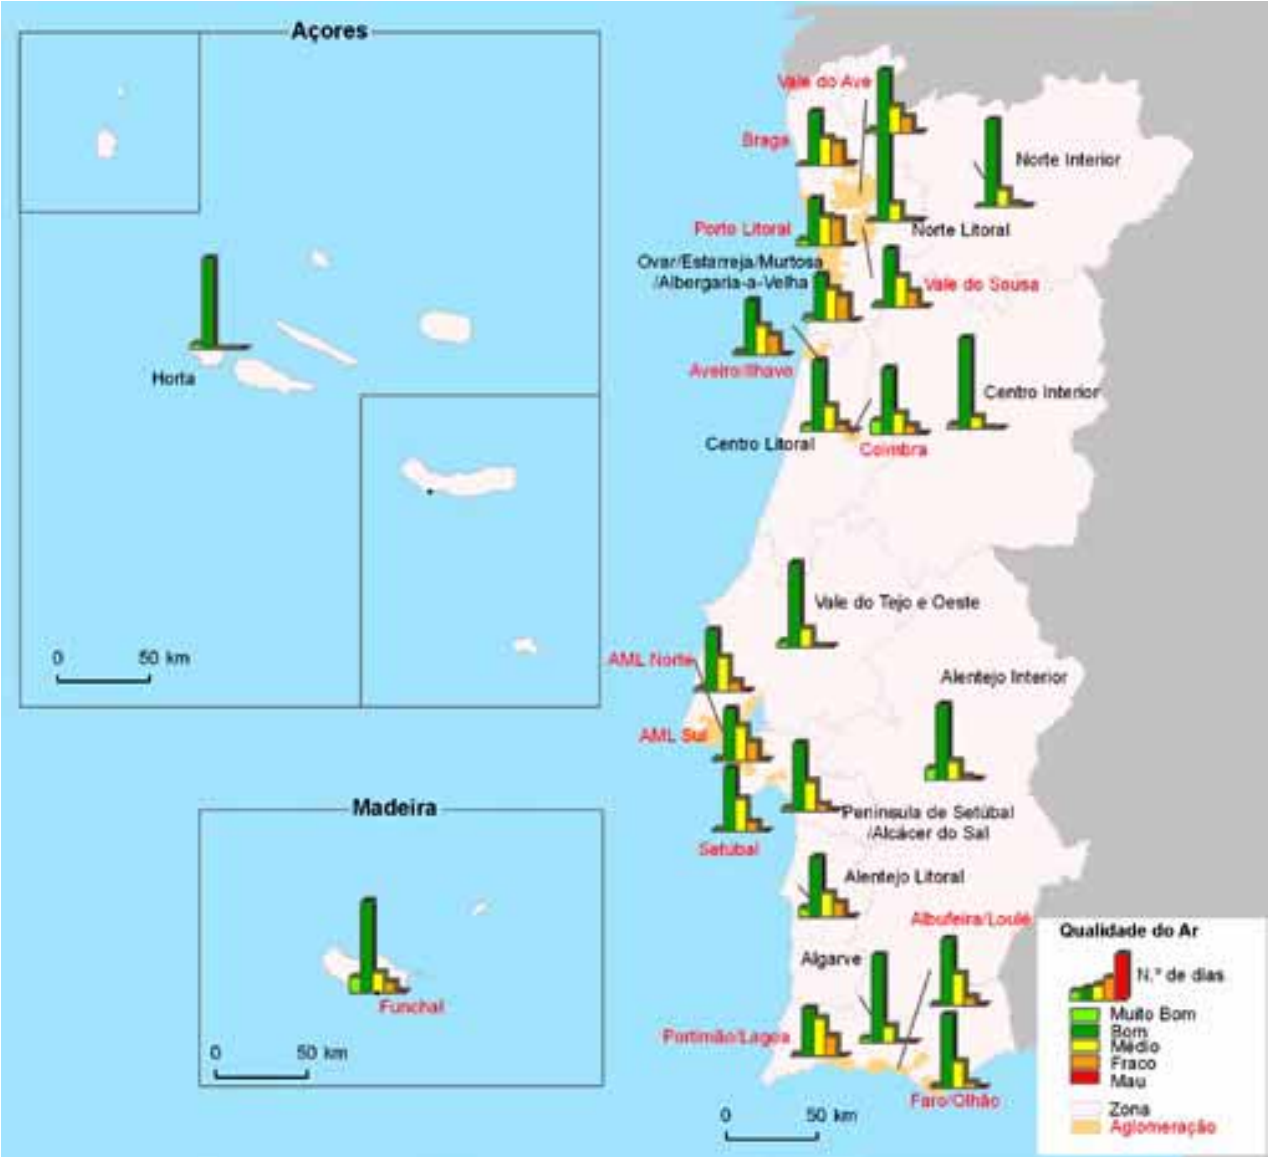 Açores
Vale do Ave
Braga
Norte Interior
Porto Litoral
Norte Litoral
Ovar/Estarreja/Murtosa
/Albergaria-a-Velha
Vale do Sousa
Horta
Aveiro/Ílhavo
Centro Interior
Centro Litoral
Coimbra
Vale do Tejo e Oeste
0 50 km
AML Norte
Alentejo Interior
AML Sul
Madeira
Península de Setúbal
/Alcácer do Sal
Setúbal
Alentejo Litoral
Albufeira/Loulé
Algarve
Funchal
Portimão/Lagoa
0 50 km
Faro/Olhão
0 50 km
Qualidade do Ar
N.º de dias
Muito Bom
Bom
Médio
Fraco
Mau
Zona
Aglomeração